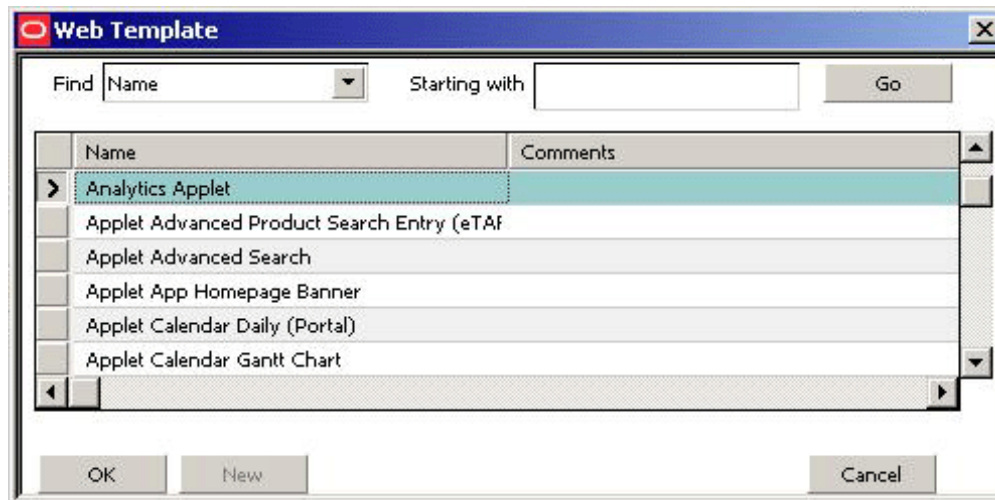 Web Template
Find Name Starting with Go
Name Comments
Analytics Applet
Applet Advanced Product Search Entry (eTAF
Applet Advanced Search
Applet App Homepage Banner
Applet Calendar Daily (Portal)
Applet Calendar Gantt Chart
OK New Cancel